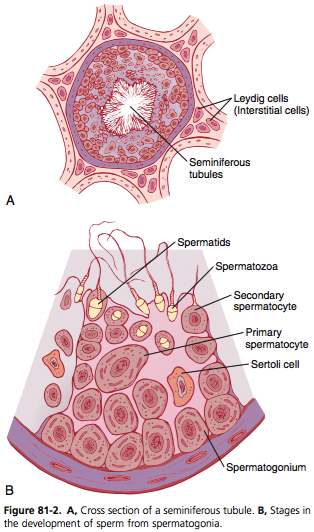 Leydig cells
(Interstitial cells)
Seminiferous
tubules
A
Spermatids
Spermatozoa
Secondary
spermatocyte
Primary
spermatocyte
Sertoli cell
Spermatogonium
B
Figure 81-2. A, Cross section of a seminiferous tubule. B, Stages in
the development of sperm from spermatogonia.